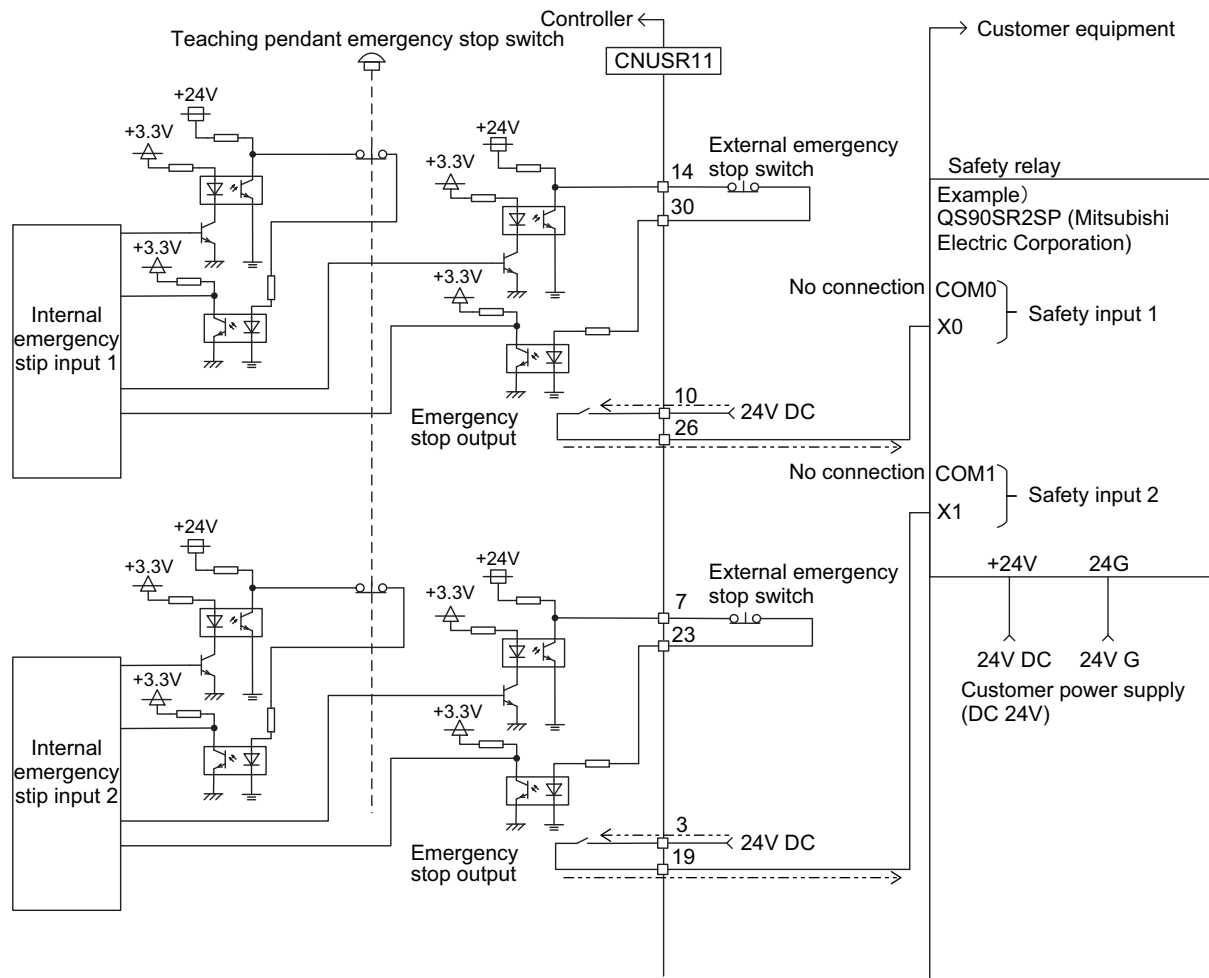 Controller
Teaching pendant emergency stop switch
CNUSR11
Customer equipment
+24V
+3.3V
+24V
+3.3V
External emergency
stop switch
14
30
Safety relay
Example）
QS90SR2SP (Mitsubishi
Electric Corporation)
+3.3V
+3.3V
Internal
emergency
stip input 1
No connection
COM0
X0
Safety input 1
Emergency
stop output
10
24V DC
26
No connection
COM1
X1
Safety input 2
+24V
+3.3V
+24V
+3.3V
External emergency
stop switch
7
23
+24V
24G
24V DC
24V G
Customer power supply
(DC 24V)
+3.3V
+3.3V
Internal
emergency
stip input 2
Emergency
stop output
3
24V DC
19